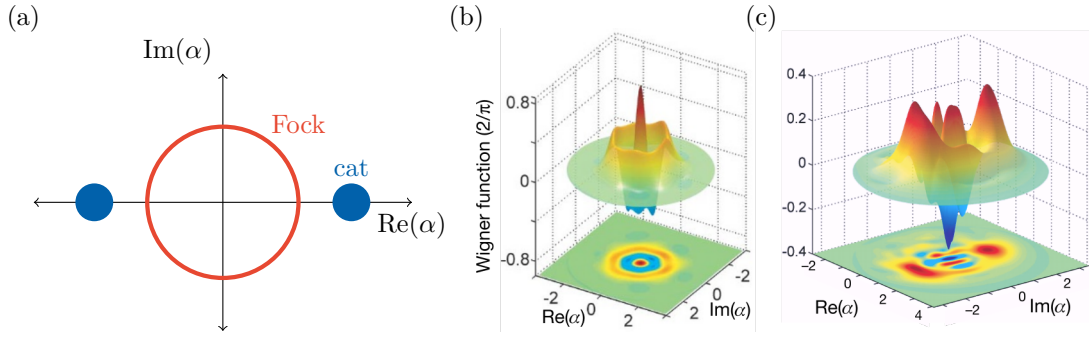 (a)
Im(α)
Fock
cat
Re(α)
(b)
Wigner function (2/π)
0.8
0
-0.8
-2
0
2
Re(α)
-2
0
2
Im(α)
(c)
0.4
0.2
0
-0.2
-0.4
-2
0
2
4
Re(α)
-2
0
2
Im(α)